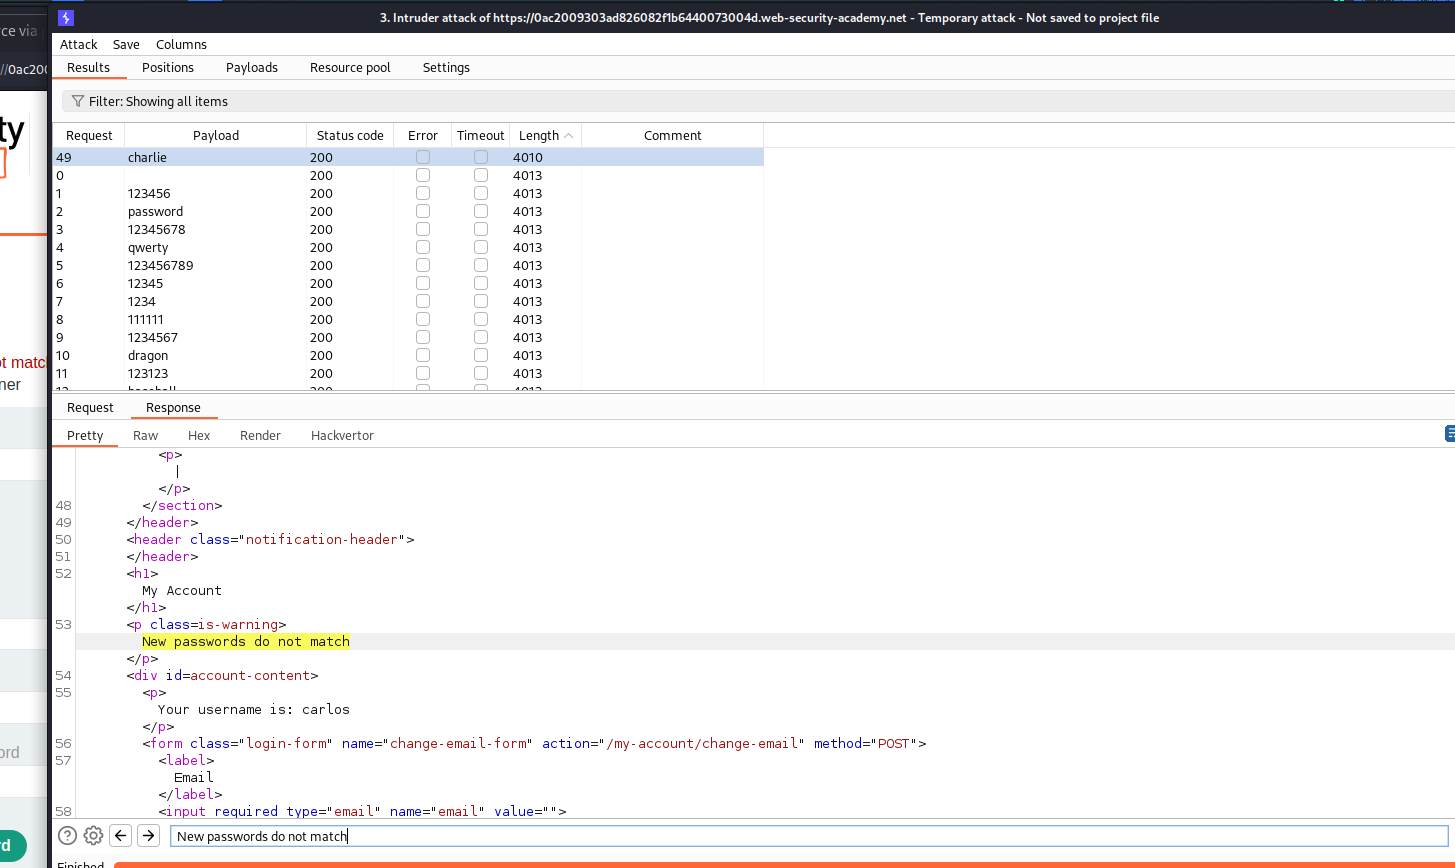 3. Intruder attack of https://0ac2009303ad826082f1b6440073004d.web-security-academy.net - Temporary attack - Not saved to project file
rce via
//0ac200
Attack Save Columns
Results Positions Payloads Resource pool Settings
Filter: Showing all items
ty
Request Payload Status code Error Timeout Length Comment
49 charlie 200 4010
0 200 4013
1 123456 200 4013
2 password 200 4013
3 12345678 200 4013
4 qwerty 200 4013
5 123456789 200 4013
6 12345 200 4013
7 1234 200 4013
8 111111 200 4013
9 1234567 200 4013
10 dragon 200 4013
11 123123 200 4013
12 baseball 200 4013
ot match
ner
Request Response
Pretty Raw Hex Render Hackvertor
<p>
|
</p>
48 </section>
49 </header>
50 <header class="notification-header">
51 </header>
52 <h1>
My Account
</h1>
53 <p class=is-warning>
New passwords do not match
</p>
54 <div id=account-content>
55 <p>
Your username is: carlos
</p>
56 <form class="login-form" name="change-email-form" action="/my-account/change-email" method="POST">
57 <label>
Email
</label>
58 <input required type="email" name="email" value="">
ord
rd
New passwords do not match
Finished